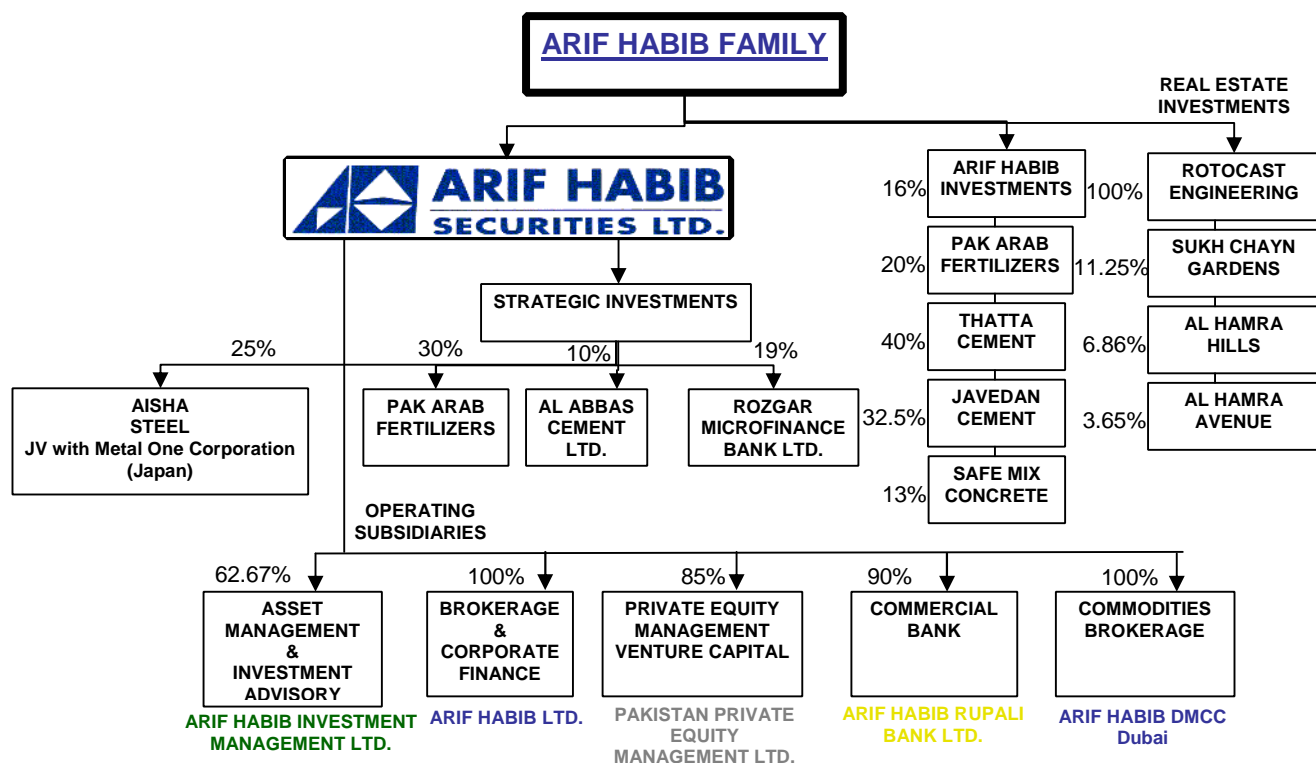 ARIF HABIB FAMILY
REAL ESTATE
INVESTMENTS
ARIF HABIB
SECURITIES LTD.
16%
ARIF HABIB
INVESTMENTS
20%
PAK ARAB
FERTILIZERS
40%
THATTA
CEMENT
32.5%
JAVEDAN
CEMENT
13%
SAFE MIX
CONCRETE
100%
ROTOCAST
ENGINEERING
11.25%
SUKH CHAYN
GARDENS
6.86%
AL HAMRA
HILLS
3.65%
AL HAMRA
AVENUE
STRATEGIC INVESTMENTS
25%
AISHA
STEEL
JV with Metal One Corporation
(Japan)
30%
PAK ARAB
FERTILIZERS
10%
AL ABBAS
CEMENT
LTD.
19%
ROZGAR
MICROFINANCE
BANK LTD.
OPERATING
SUBSIDIARIES
62.67%
ASSET
MANAGEMENT
&
INVESTMENT
ADVISORY
ARIF HABIB INVESTMENT
MANAGEMENT LTD.
100%
BROKERAGE
&
CORPORATE
FINANCE
ARIF HABIB LTD.
85%
PRIVATE EQUITY
MANAGEMENT
VENTURE CAPITAL
PAKISTAN PRIVATE
EQUITY
MANAGEMENT LTD.
90%
COMMERCIAL
BANK
ARIF HABIB RUPALI
BANK LTD.
100%
COMMODITIES
BROKERAGE
ARIF HABIB DMCC
Dubai